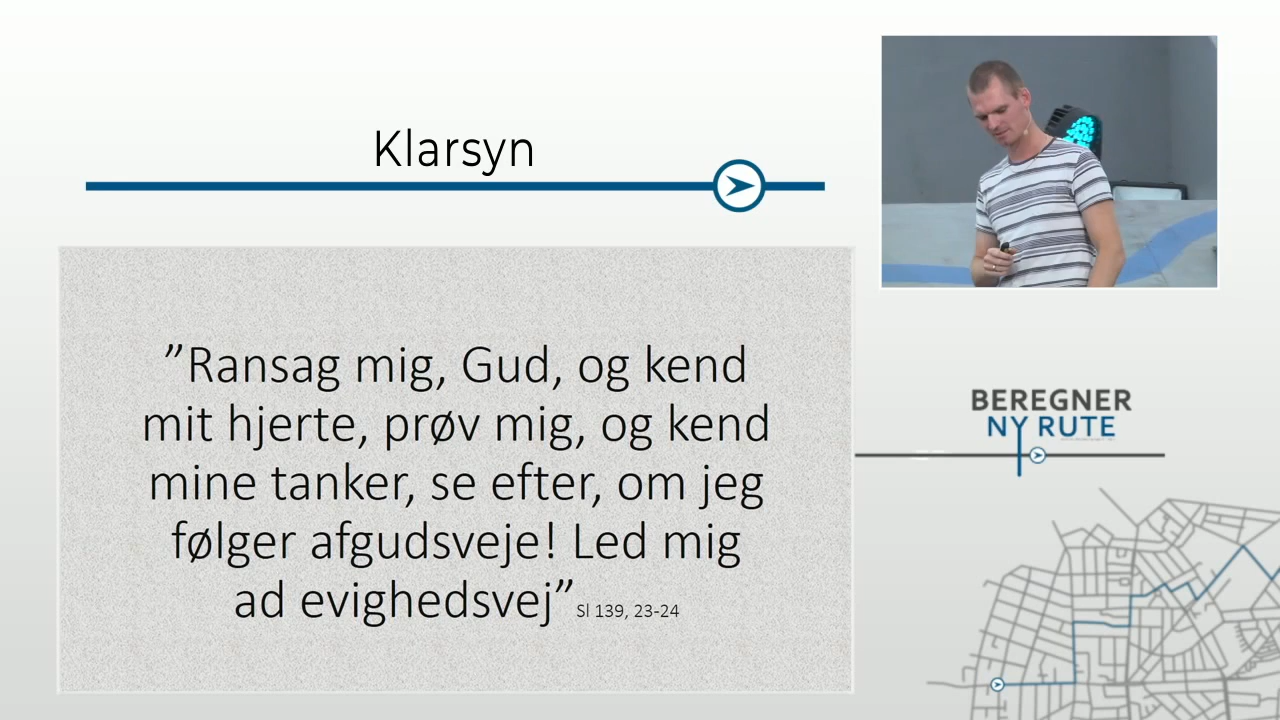 Klarsyn
”Ransag mig, Gud, og kend
mit hjerte, prøv mig, og kend
mine tanker, se efter, om jeg
følger afgudsveje! Led mig
ad evighedsvej” Sl 139, 23-24
BEREGNER
NY RUTE